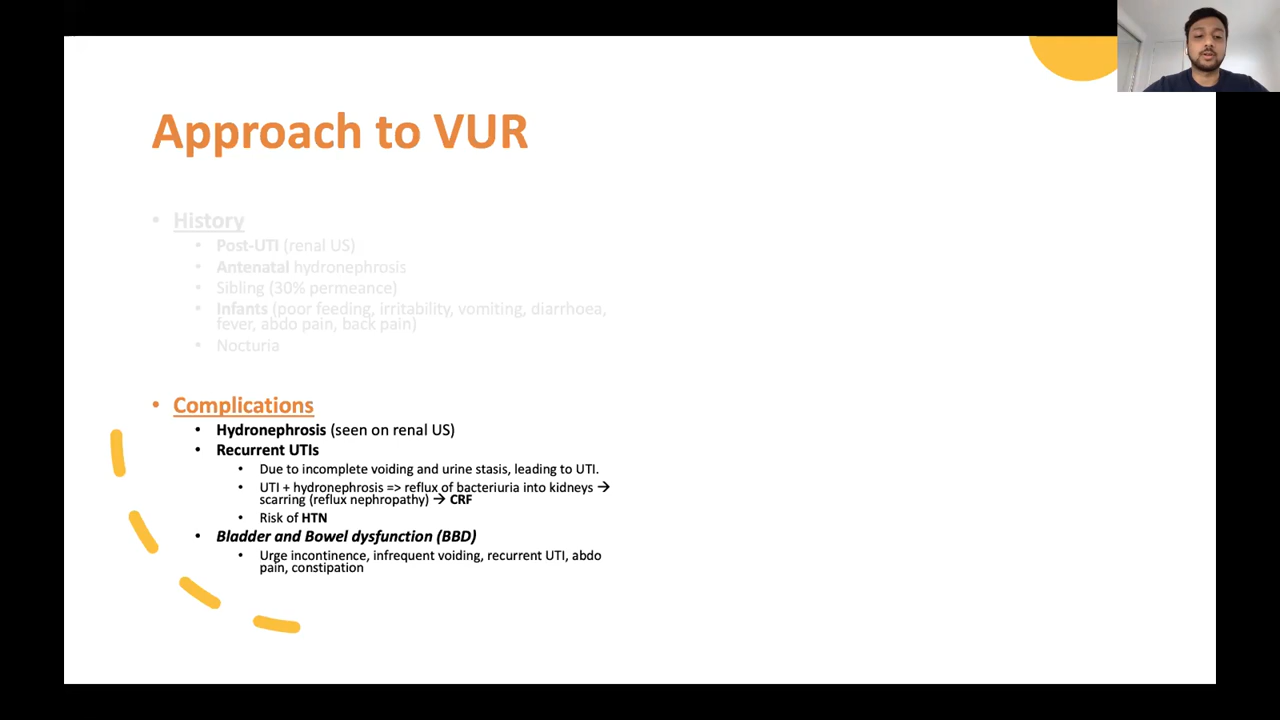 Approach to VUR
• History
• Post-UTI (renal US)
• Antenatal hydronephrosis
• Sibling (30% permeance)
• Infants (poor feeding, irritability, vomiting, diarrhoea,
fever, abdo pain, back pain)
• Nocturia
• Complications
• Hydronephrosis (seen on renal US)
• Recurrent UTIs
• Due to incomplete voiding and urine stasis, leading to UTI.
• UTI + hydronephrosis => reflux of bacteriuria into kidneys →
scarring (reflux nephropathy) → CRF
• Risk of HTN
• Bladder and Bowel dysfunction (BBD)
• Urge incontinence, infrequent voiding, recurrent UTI, abdo
pain, constipation